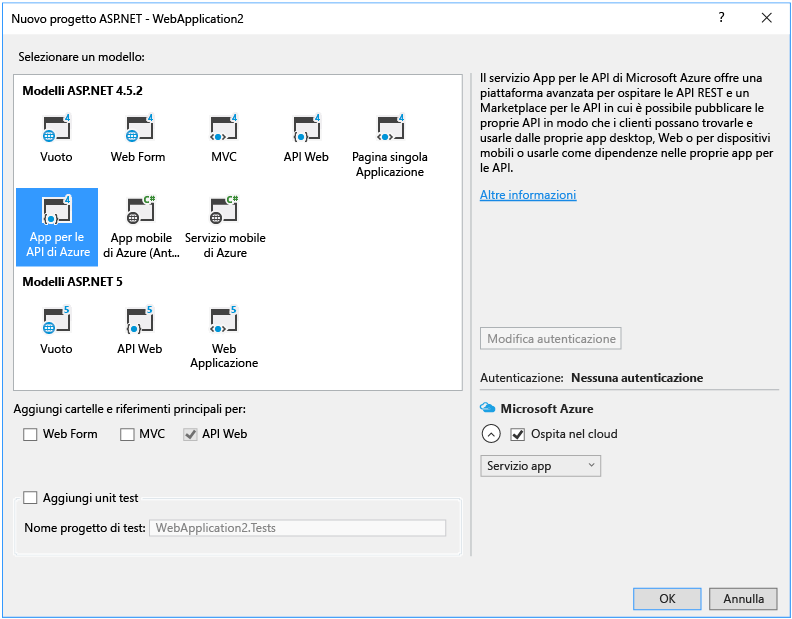 Nuovo progetto ASP.NET - WebApplication2
?
Selezionare un modello:
Modelli ASP.NET 4.5.2
4
4
4
4
4
Vuoto
Web Form
MVC
API Web
Pagina singola
Applicazione
4
C#
C#
App per le
API di Azure
App mobile
di Azure (Ant...
Servizio mobile
di Azure
Modelli ASP.NET 5
5
5
5
Vuoto
API Web
Web
Applicazione
Aggiungi cartelle e riferimenti principali per:
Web Form
MVC
API Web
Aggiungi unit test
Nome progetto di test:
WebApplication2.Tests
Il servizio App per le API di Microsoft Azure offre una
piattaforma avanzata per ospitare le API REST e un
Marketplace per le API in cui è possibile pubblicare le
proprie API in modo che i clienti possano trovarle e
usarle dalle proprie app desktop, Web o per dispositivi
mobili o usarle come dipendenze nelle proprie app per
le API.
Altre informazioni
Modifica autenticazione
Autenticazione: Nessuna autenticazione
Microsoft Azure
Ospita nel cloud
Servizio app
OK
Annulla